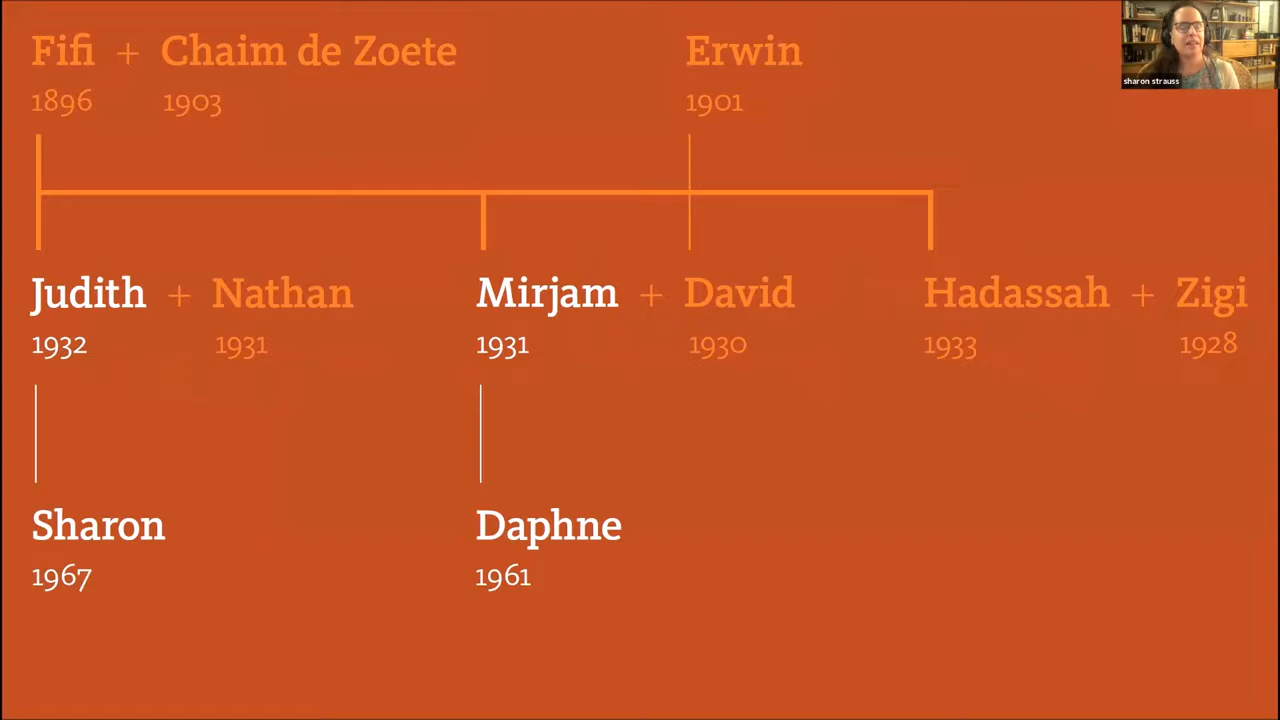 Fifi + Chaim de Zoete Erwin
1896 1903 1901
sharon strauss
Judith + Nathan Mirjam + David Hadassah + Zigi
1932 1931 1931 1930 1933 1928
Sharon Daphne
1967 1961